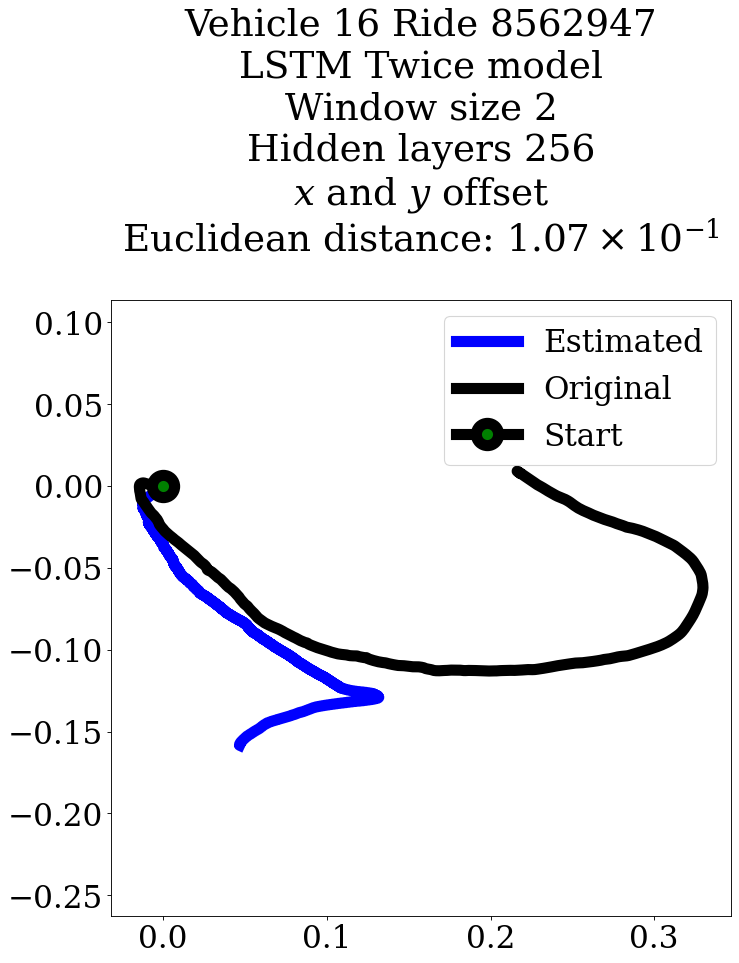 Vehicle 16 Ride 8562947
LSTM Twice model
Window size 2
Hidden layers 256
x and y offset
Euclidean distance: 1.07 × 10⁻¹
Estimated
Original
Start
0.10
0.05
0.00
−0.05
−0.10
−0.15
−0.20
−0.25
0.0 0.1 0.2 0.3